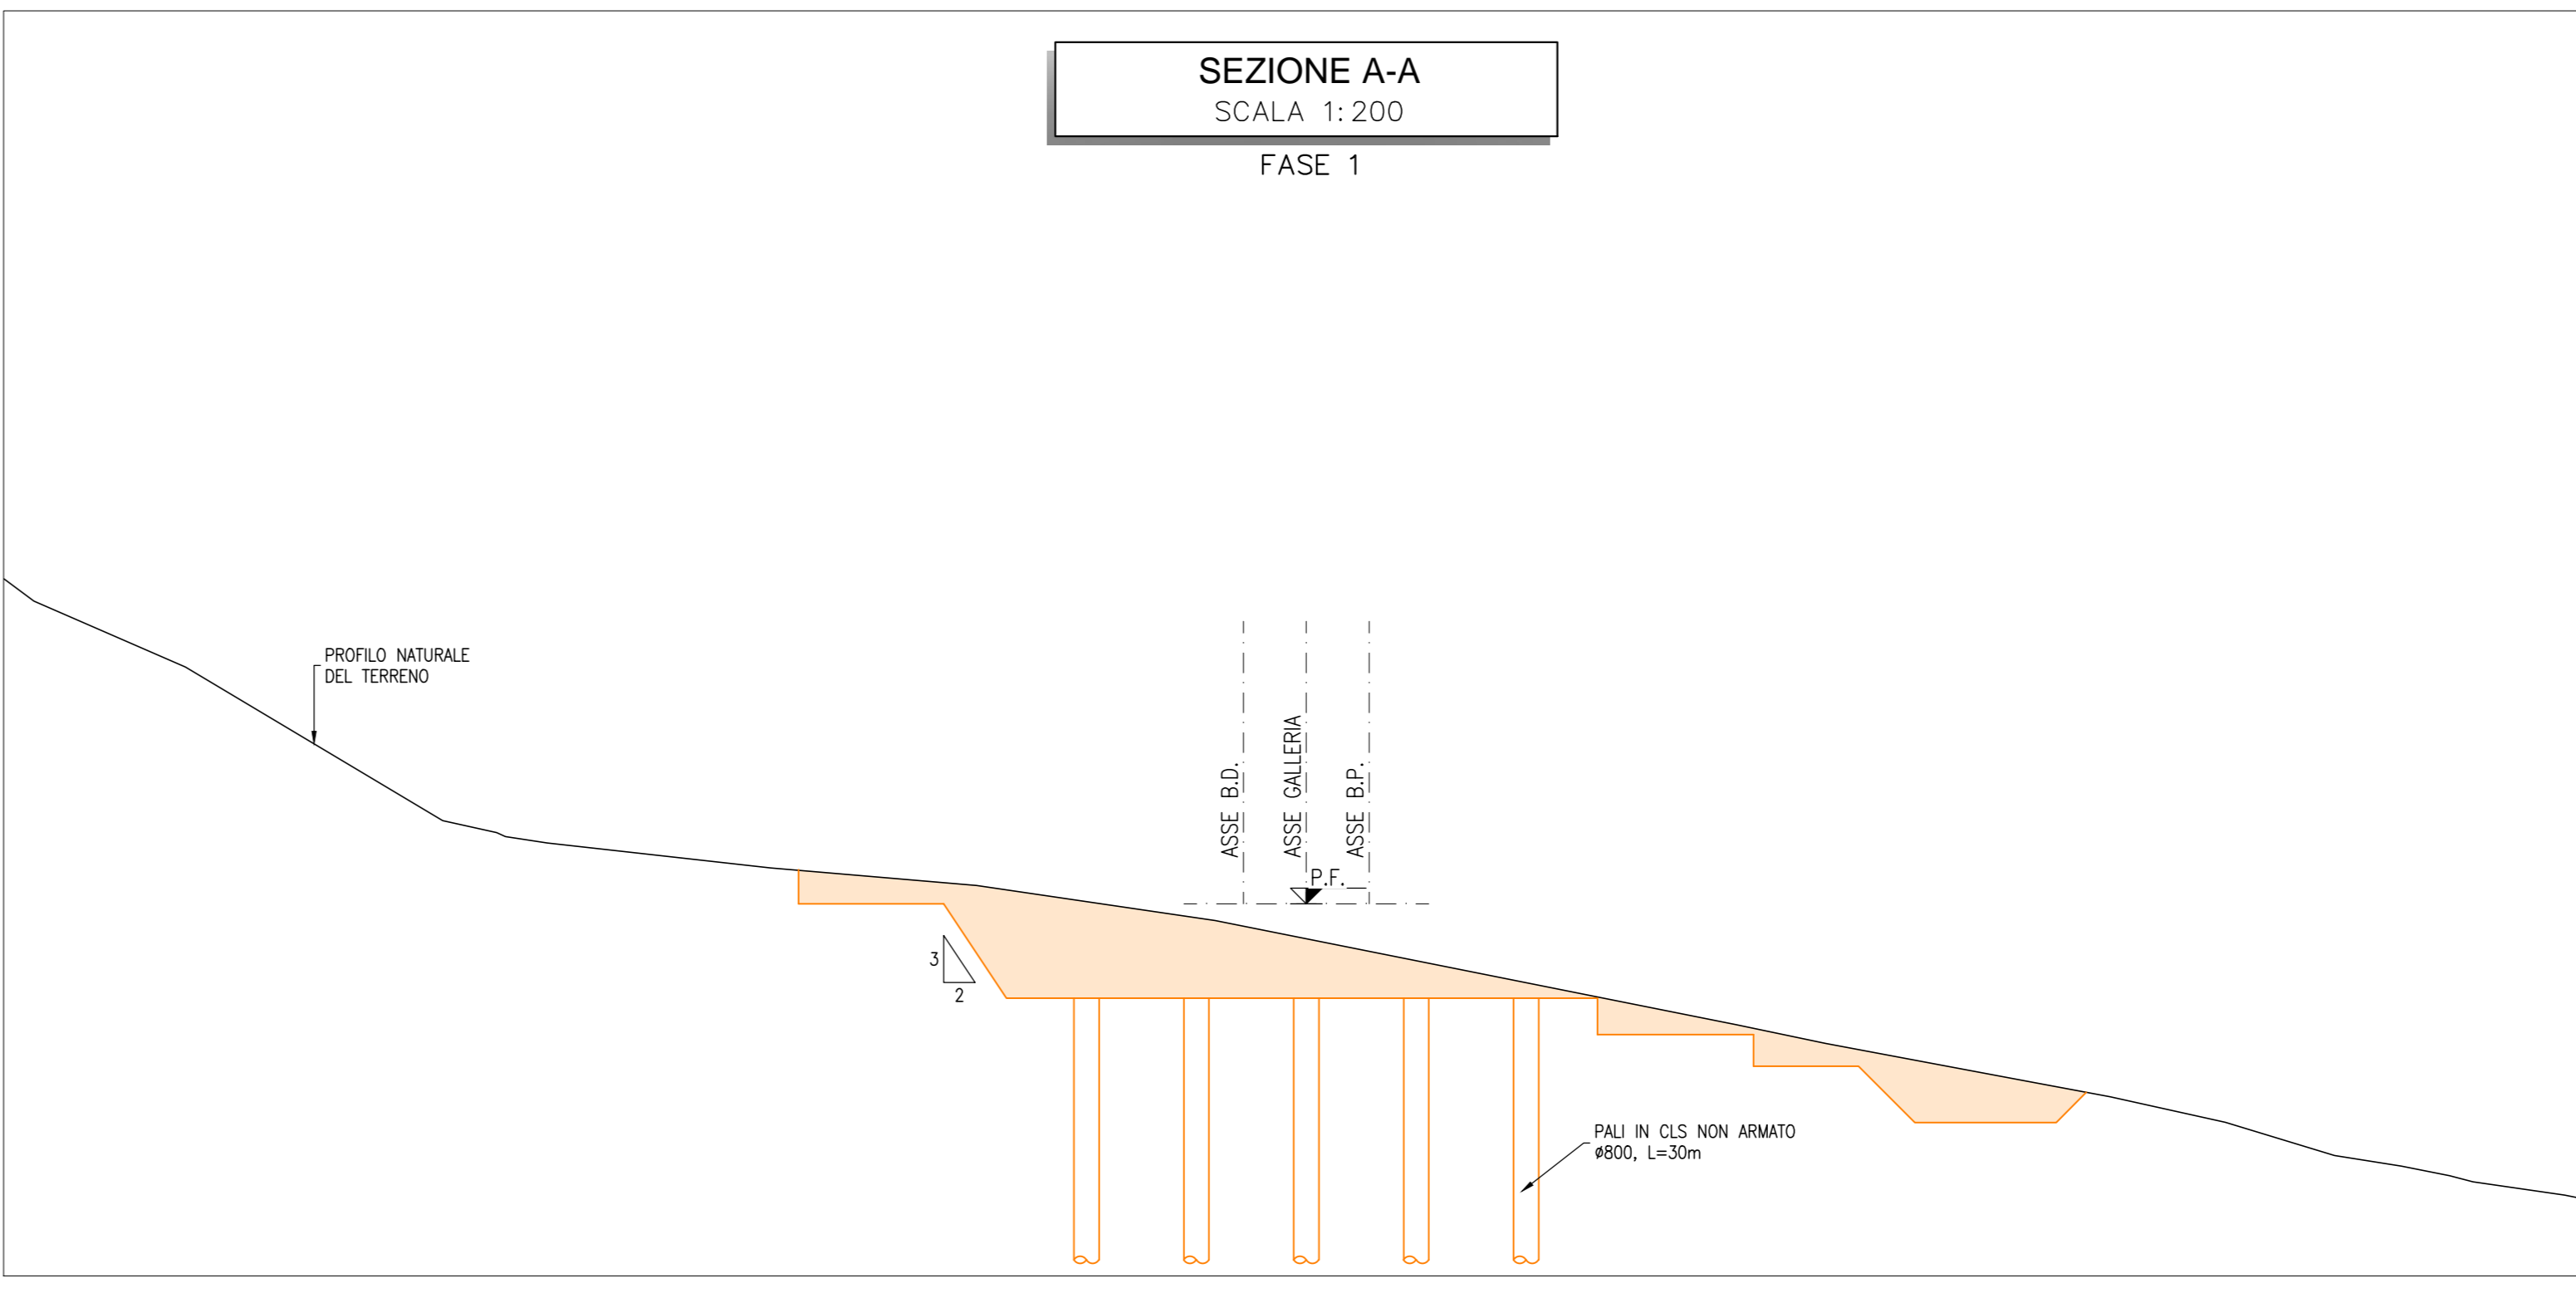 SEZIONE A-A
SCALA 1:200
FASE 1
PROFILO NATURALE
DEL TERRENO
ASSE B.D.
ASSE GALLERIA
ASSE B.P.
P.F.
3
2
PALI IN CLS NON ARMATO
ø800, L=30m